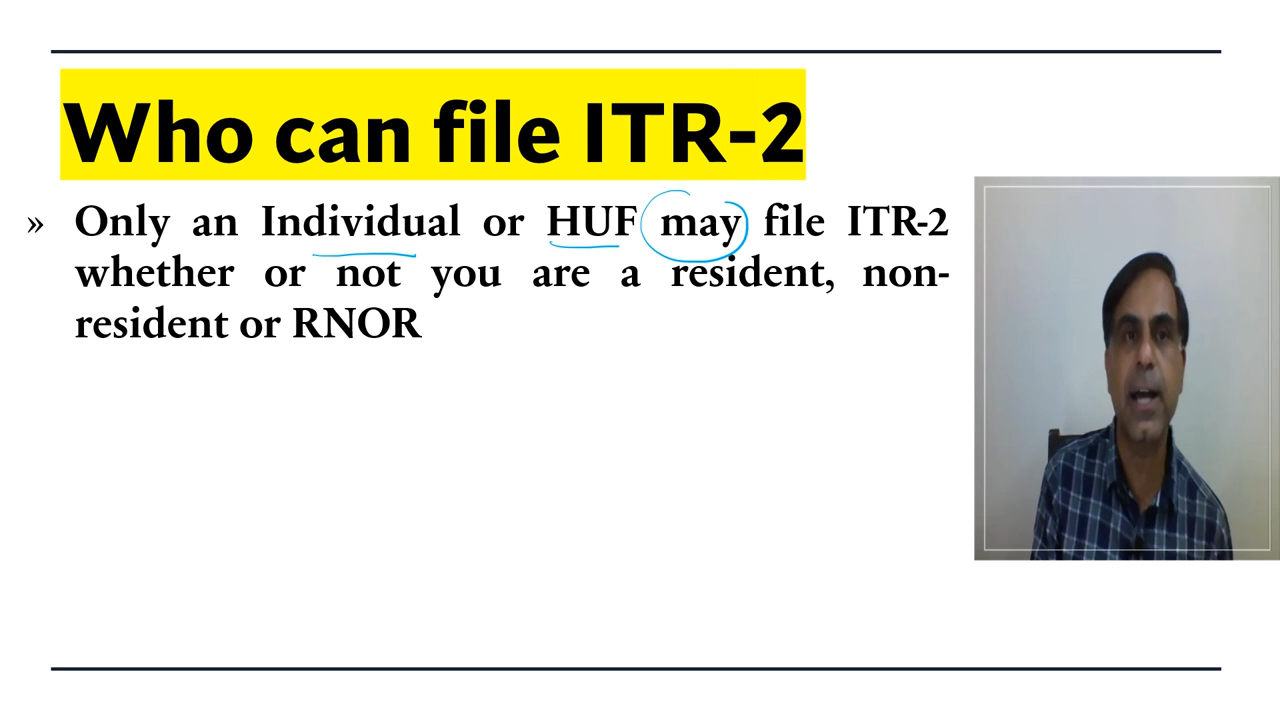 Who can file ITR-2
» Only an Individual or HUF may file ITR-2
whether or not you are a resident, non-
resident or RNOR